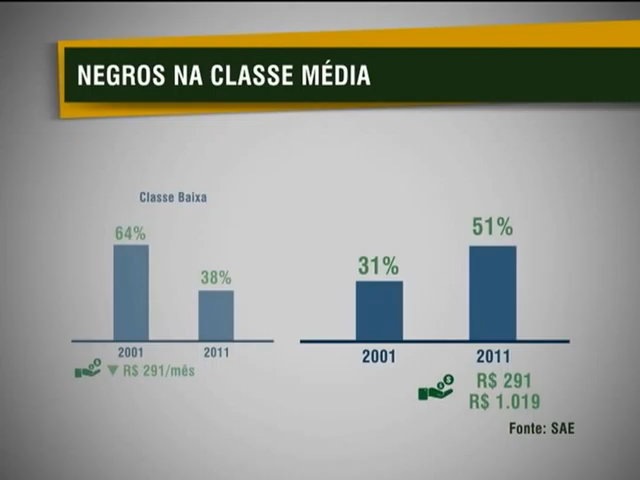 NEGROS NA CLASSE MÉDIA
Classe Baixa
64%
38%
2001
2011
▼ R$ 291/mês
31%
51%
2001
2011
R$ 291
R$ 1.019
Fonte: SAE